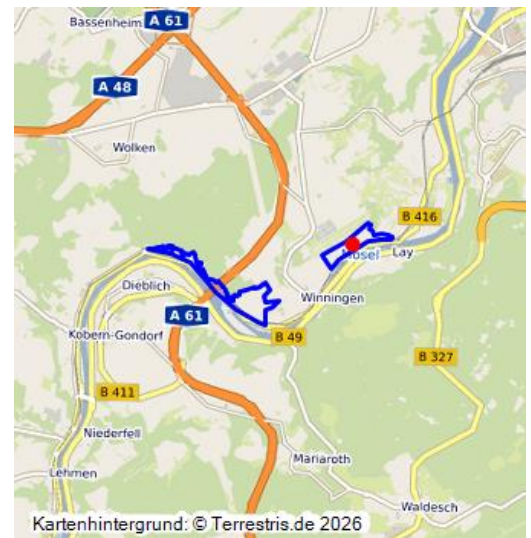 Bassenheim
A 61
A 48
Wolken
B 416
Mosel
Lay
Dieblich
Winningen
A 61
B 49
Kobern-Gondorf
B 327
B 411
Niederfell
Mariaroth
Lehmen
Waldesch
Kartenhintergrund: © Terrestris.de 2026